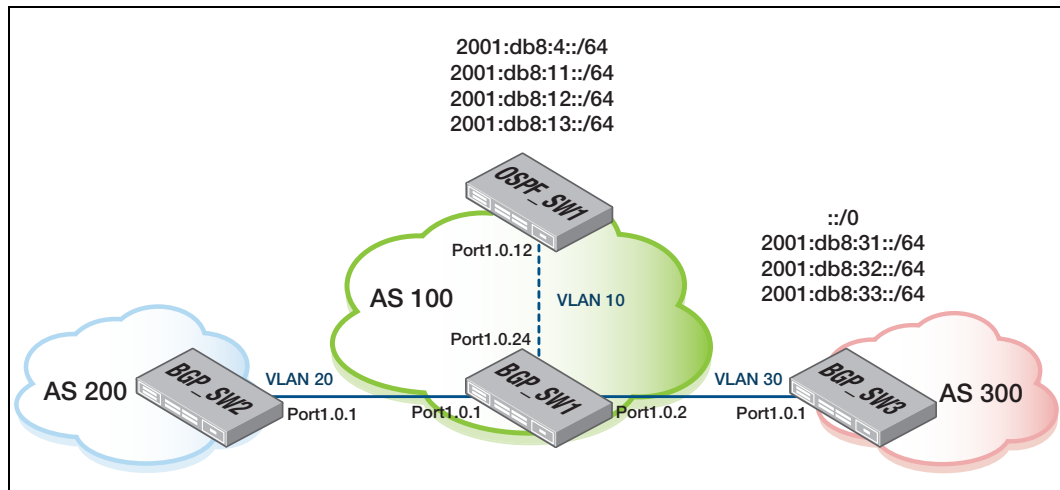 2001:db8:4::/64
2001:db8:11::/64
2001:db8:12::/64
2001:db8:13::/64
OSPF_SW1
Port1.0.12
::/0
2001:db8:31::/64
2001:db8:32::/64
2001:db8:33::/64
AS 100
VLAN 10
Port1.0.24
AS 200
BGP_SW2
VLAN 20
Port1.0.1
Port1.0.1
BGP_SW1
Port1.0.2
VLAN 30
Port1.0.1
BGP_SW3
AS 300